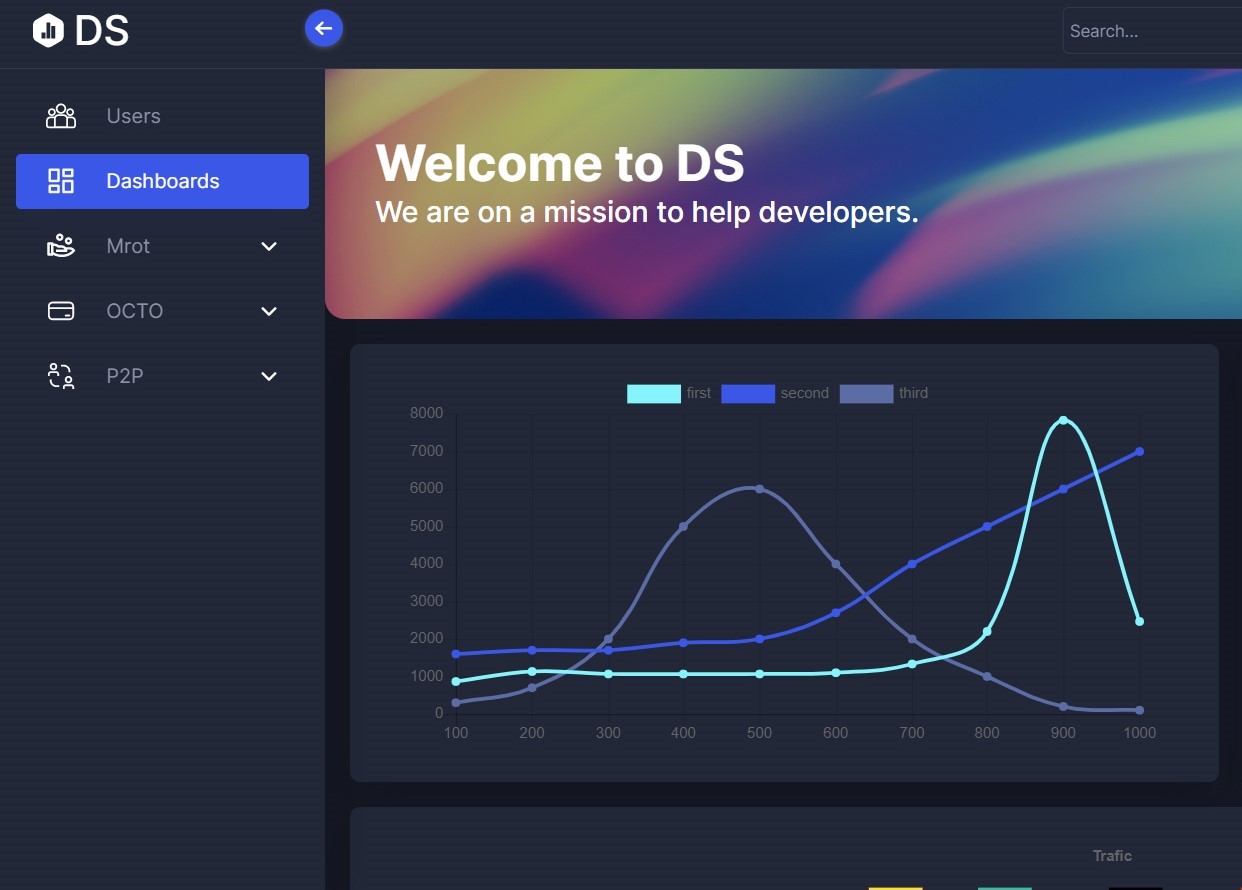 DS
Search...
Users
Dashboards
Mrot
OCTO
P2P
Welcome to DS
We are on a mission to help developers.
first second third
8000
7000
6000
5000
4000
3000
2000
1000
0
100 200 300 400 500 600 700 800 900 1000
Trafic